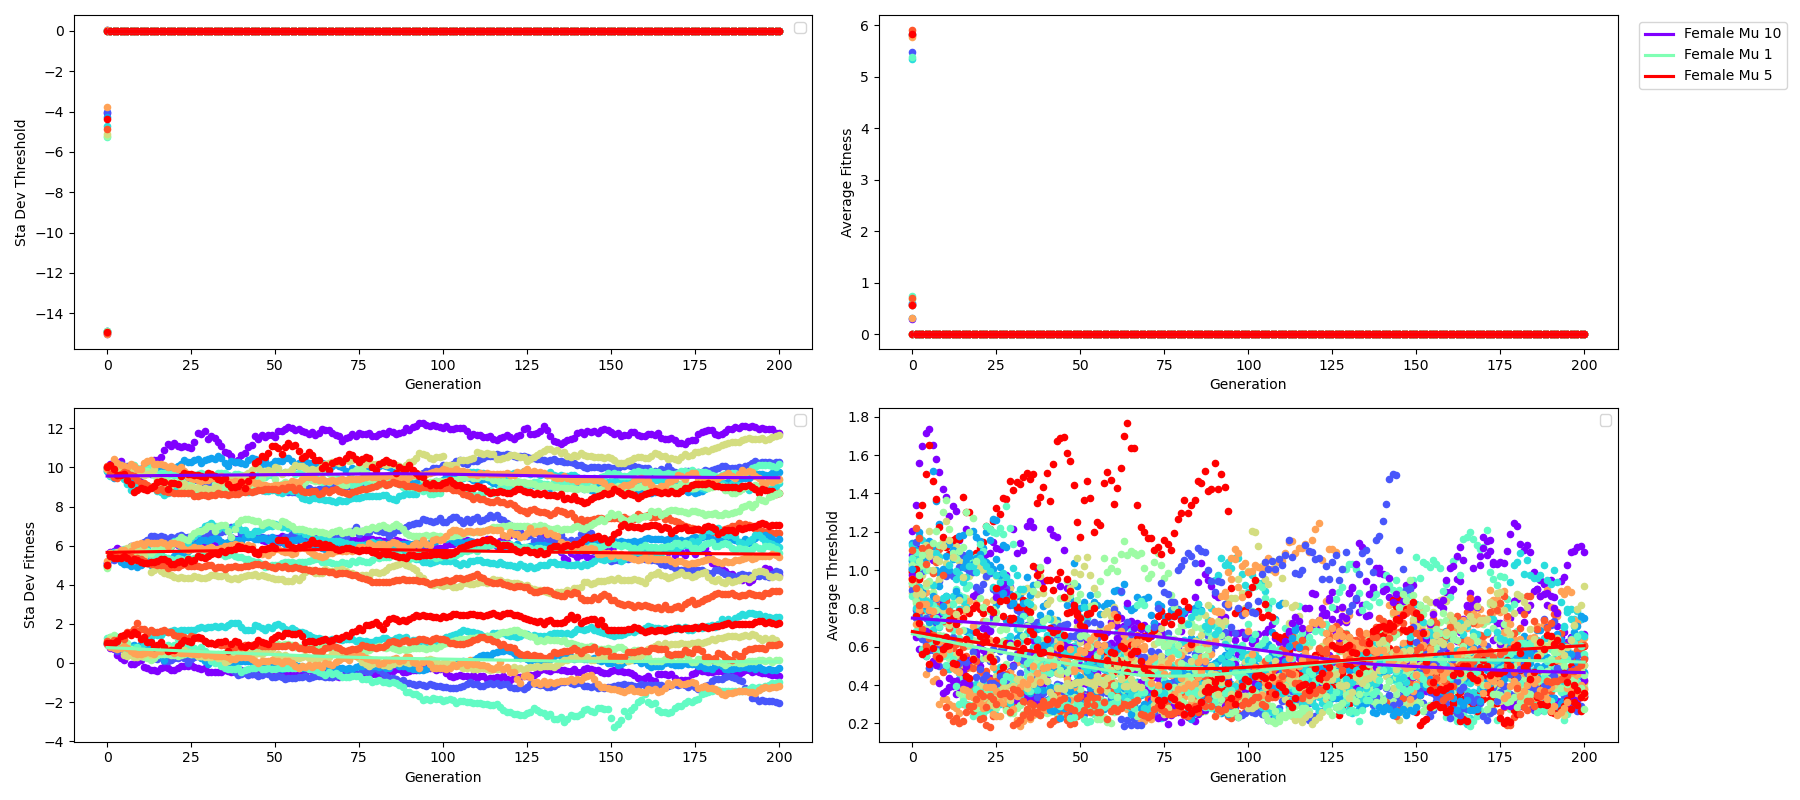 Sta Dev Threshold
0
−2
−4
−6
−8
−10
−12
−14
0 25 50 75 100 125 150 175 200
Generation
Average Fitness
6
5
4
3
2
1
0
0 25 50 75 100 125 150 175 200
Generation
Female Mu 10
Female Mu 1
Female Mu 5
Sta Dev Fitness
12
10
8
6
4
2
0
−2
−4
0 25 50 75 100 125 150 175 200
Generation
Average Threshold
1.8
1.6
1.4
1.2
1.0
0.8
0.6
0.4
0.2
0 25 50 75 100 125 150 175 200
Generation